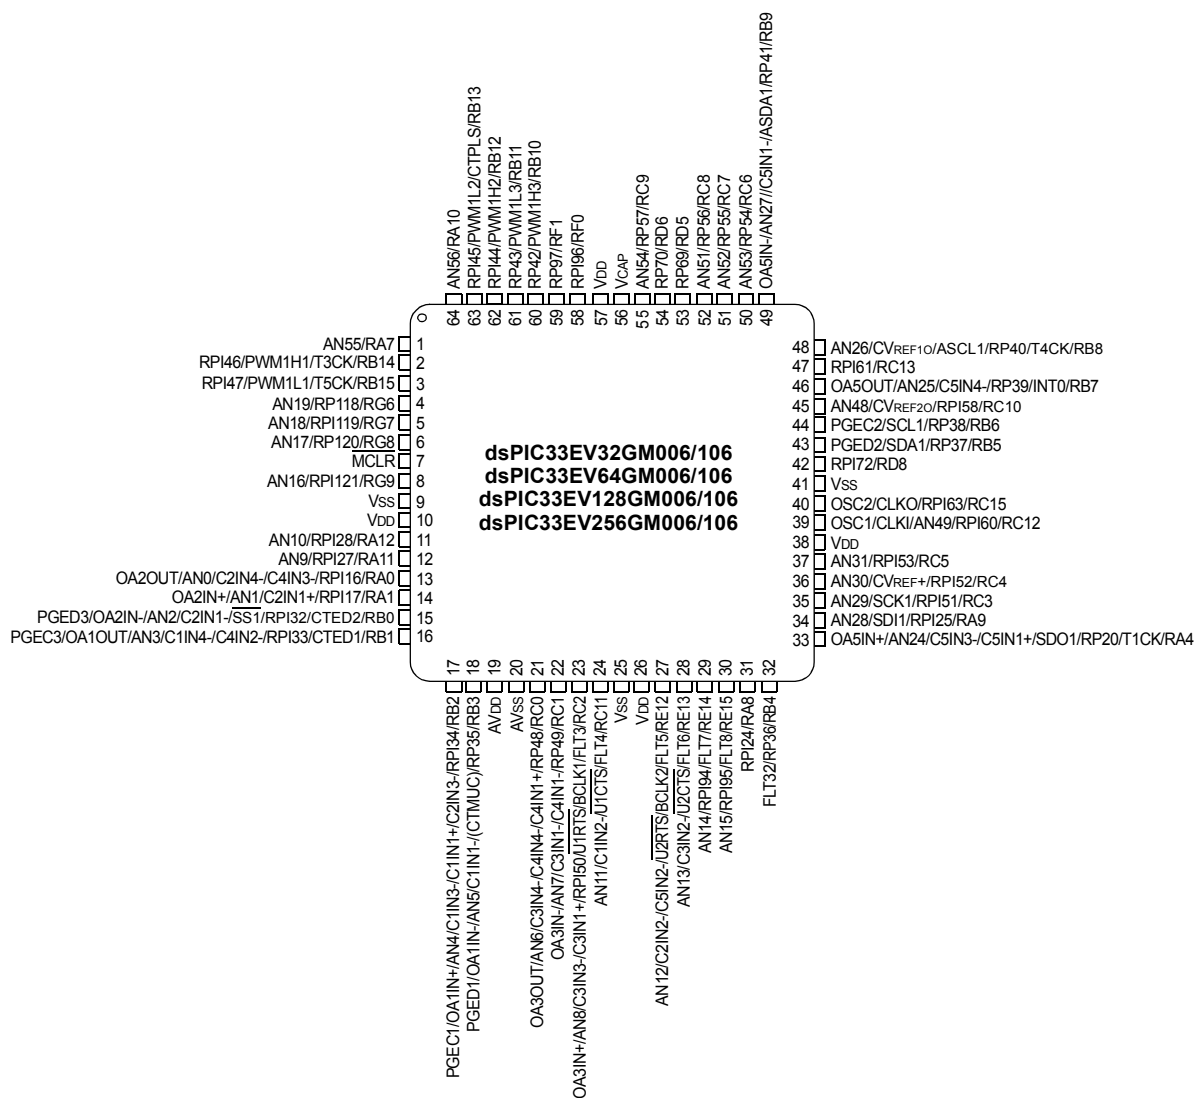 AN56/RA10
RPI45/PWM1L2/CTPLS/RB13
RPI44/PWM1H2/RB12
RP43/PWM1L3/RB11
RP42/PWM1H3/RB10
RP97/RF1
RPI96/RF0
VDD
VCAP
AN54/RP57/RC9
RP70/RD6
RP69/RD5
AN51/RP56/RC8
AN52/RP55/RC7
AN53/RP54/RC6
OA5IN-/AN27//C5IN1-/ASDA1/RP41/RB9
64 63 62 61 60 59 58 57 56 55 54 53 52 51 50 49
AN55/RA7 1
RPI46/PWM1H1/T3CK/RB14 2
RPI47/PWM1L1/T5CK/RB15 3
AN19/RP118/RG6 4
AN18/RPI119/RG7 5
AN17/RP120/RG8 6
MCLR 7
AN16/RPI121/RG9 8
VSS 9
VDD 10
AN10/RPI28/RA12 11
AN9/RPI27/RA11 12
OA2OUT/AN0/C2IN4-/C4IN3-/RPI16/RA0 13
OA2IN+/AN1/C2IN1+/RPI17/RA1 14
PGED3/OA2IN-/AN2/C2IN1-/SS1/RPI32/CTED2/RB0 15
PGEC3/OA1OUT/AN3/C1IN4-/C4IN2-/RPI33/CTED1/RB1 16
dsPIC33EV32GM006/106
dsPIC33EV64GM006/106
dsPIC33EV128GM006/106
dsPIC33EV256GM006/106
48 AN26/CVREF1O/ASCL1/RP40/T4CK/RB8
47 RPI61/RC13
46 OA5OUT/AN25/C5IN4-/RP39/INT0/RB7
45 AN48/CVREF2O/RPI58/RC10
44 PGEC2/SCL1/RP38/RB6
43 PGED2/SDA1/RP37/RB5
42 RPI72/RD8
41 VSS
40 OSC2/CLKO/RPI63/RC15
39 OSC1/CLKI/AN49/RPI60/RC12
38 VDD
37 AN31/RPI53/RC5
36 AN30/CVREF+/RPI52/RC4
35 AN29/SCK1/RPI51/RC3
34 AN28/SDI1/RPI25/RA9
33 OA5IN+/AN24/C5IN3-/C5IN1+/SDO1/RP20/T1CK/RA4
17 18 19 20 21 22 23 24 25 26 27 28 29 30 31 32
PGEC1/OA1IN+/AN4/C1IN3-/C1IN1+/C2IN3-/RPI34/RB2
PGED1/OA1IN-/AN5/C1IN1-/(CTMUC)/RP35/RB3
AVDD
AVSS
OA3OUT/AN6/C3IN4-/C4IN4-/C4IN1+/RP48/RC0
OA3IN-/AN7/C3IN1-/C4IN1-/RP49/RC1
OA3IN+/AN8/C3IN3-/C3IN1+/RPI50/U1RTS/BCLK1/FLT3/RC2
AN11/C1IN2-/U1CTS/FLT4/RC11
VSS
VDD
AN12/C2IN2-/C5IN2-/U2RTS/BCLK2/FLT5/RE12
AN13/C3IN2-/U2CTS/FLT6/RE13
AN14/RPI94/FLT7/RE14
AN15/RPI95/FLT8/RE15
RPI24/RA8
FLT32/RP36/RB4